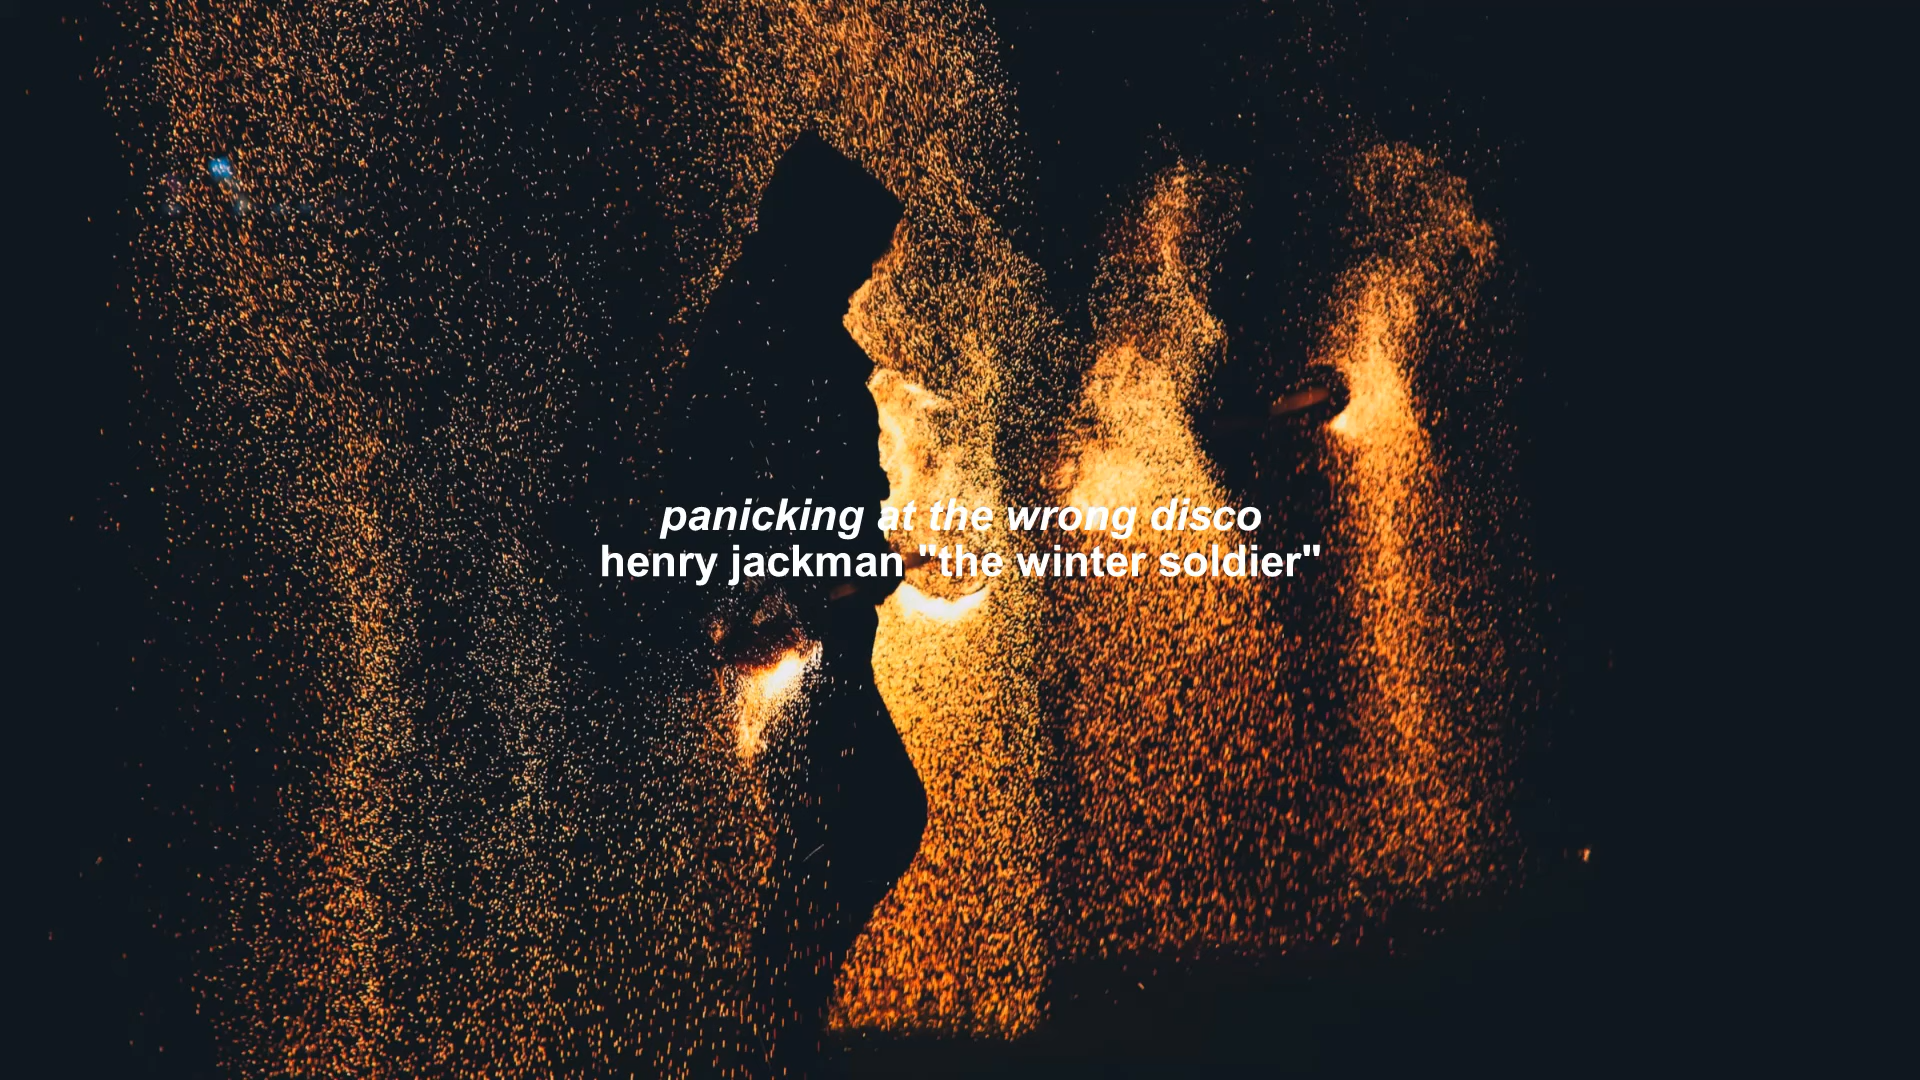 panicking at the wrong disco
henry jackman "the winter soldier"